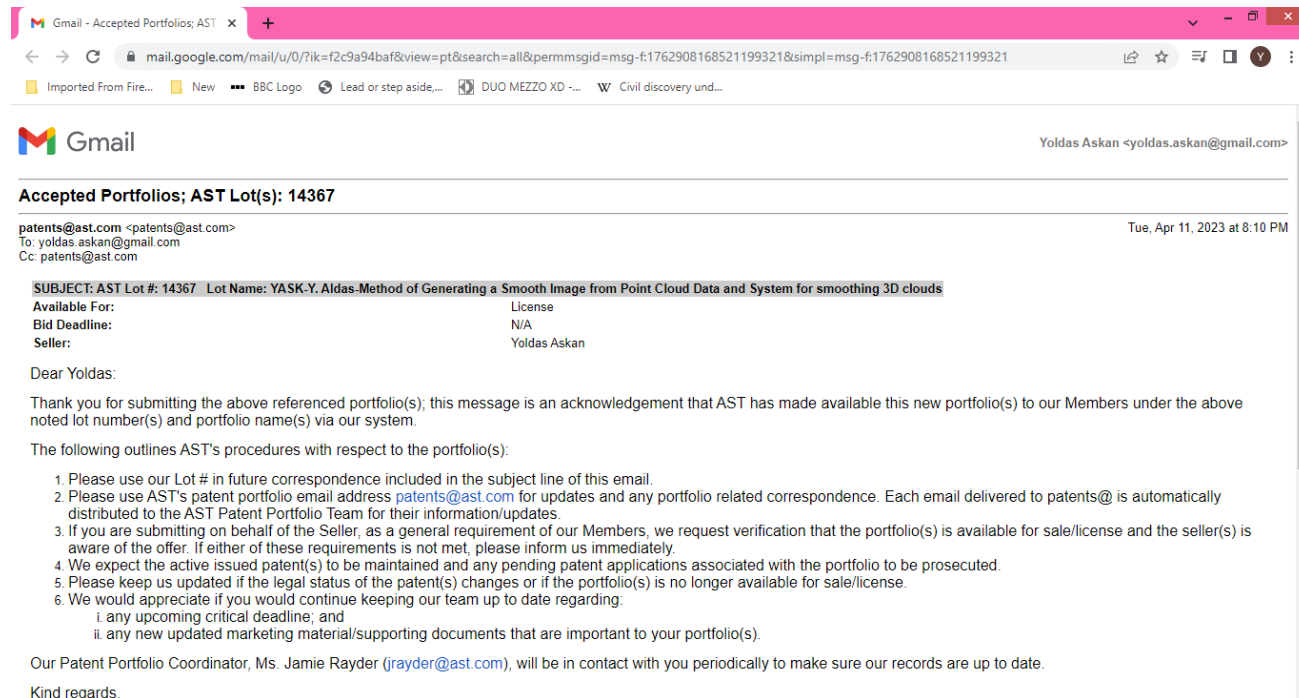 Gmail - Accepted Portfolios; AST
mail.google.com/mail/u/0/?ik=f2c9a94baf&view=pt&search=all&permmsgid=msg-f:1762908168521199321&simpl=msg-f:1762908168521199321
Y
Imported From Fire... New BBC Logo Lead or step aside,... DUO MEZZO XD -... W Civil discovery und...
Gmail
Yoldas Askan <yoldas.askan@gmail.com>
Accepted Portfolios; AST Lot(s): 14367
patents@ast.com <patents@ast.com> Tue, Apr 11, 2023 at 8:10 PM
To: yoldas.askan@gmail.com
Cc: patents@ast.com
SUBJECT: AST Lot #: 14367 Lot Name: YASK-Y. Aldas-Method of Generating a Smooth Image from Point Cloud Data and System for smoothing 3D clouds
Available For: License
Bid Deadline: N/A
Seller: Yoldas Askan
Dear Yoldas:
Thank you for submitting the above referenced portfolio(s); this message is an acknowledgement that AST has made available this new portfolio(s) to our Members under the above
noted lot number(s) and portfolio name(s) via our system.
The following outlines AST's procedures with respect to the portfolio(s):
1. Please use our Lot # in future correspondence included in the subject line of this email.
2. Please use AST's patent portfolio email address patents@ast.com for updates and any portfolio related correspondence. Each email delivered to patents@ is automatically
distributed to the AST Patent Portfolio Team for their information/updates.
3. If you are submitting on behalf of the Seller, as a general requirement of our Members, we request verification that the portfolio(s) is available for sale/license and the seller(s) is
aware of the offer. If either of these requirements is not met, please inform us immediately.
4. We expect the active issued patent(s) to be maintained and any pending patent applications associated with the portfolio to be prosecuted.
5. Please keep us updated if the legal status of the patent(s) changes or if the portfolio(s) is no longer available for sale/license.
6. We would appreciate if you would continue keeping our team up to date regarding:
i. any upcoming critical deadline; and
ii. any new updated marketing material/supporting documents that are important to your portfolio(s).
Our Patent Portfolio Coordinator, Ms. Jamie Rayder (jrayder@ast.com), will be in contact with you periodically to make sure our records are up to date.
Kind regards,